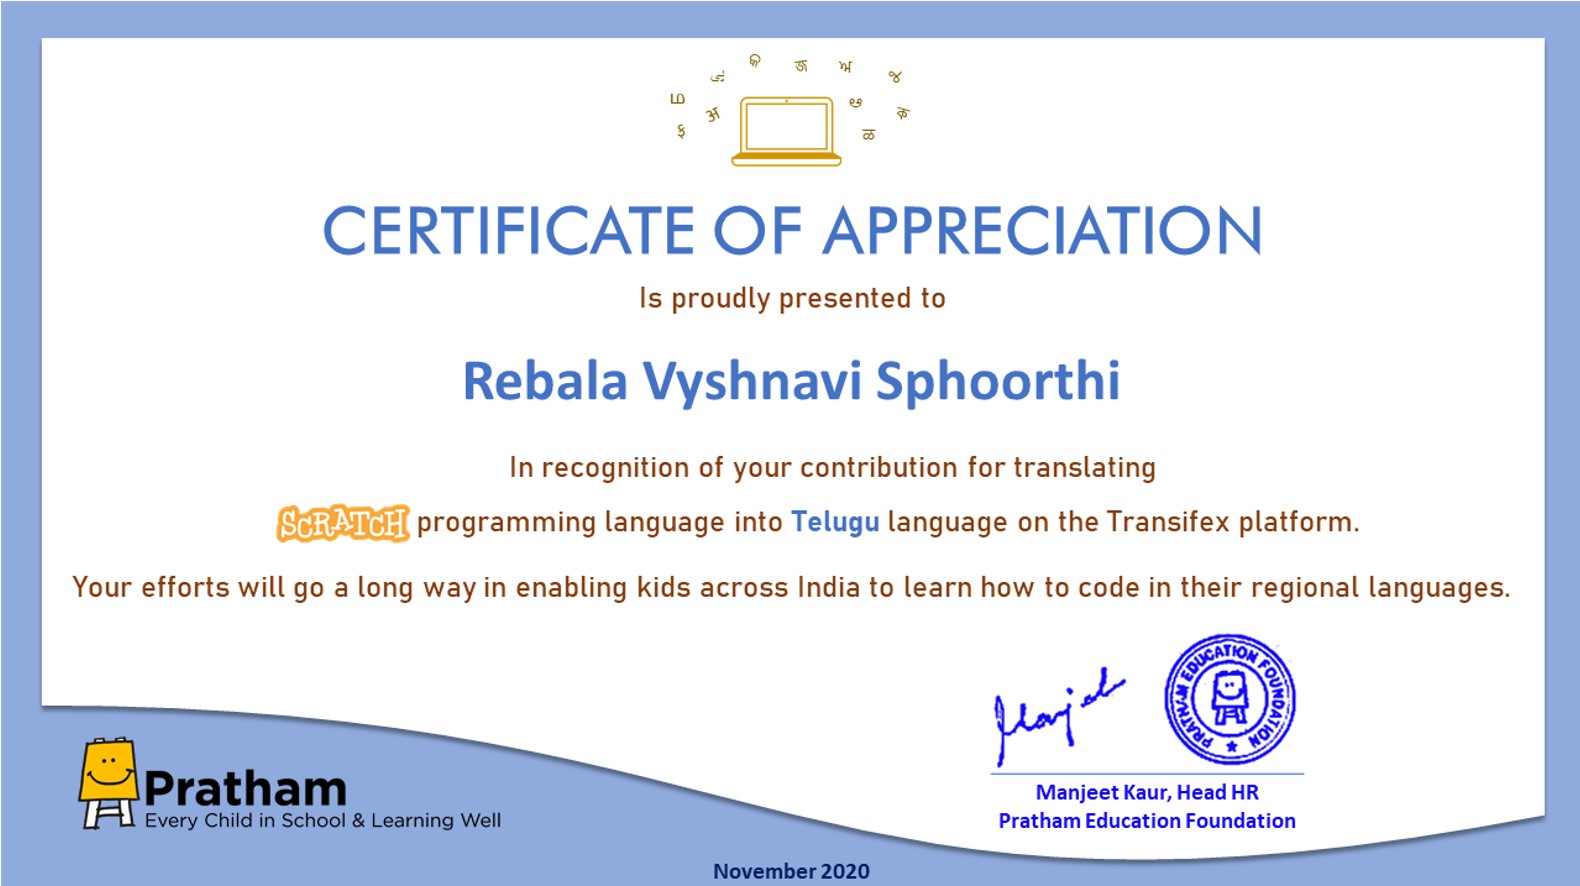 CERTIFICATE OF APPRECIATION
Is proudly presented to
Rebala Vyshnavi Sphoorthi
In recognition of your contribution for translating
SCRATCH programming language into Telugu language on the Transifex platform.
Your efforts will go a long way in enabling kids across India to learn how to code in their regional languages.
PRATHAM EDUCATION FOUNDATION
Manjeet Kaur, Head HR
Pratham Education Foundation
Pratham
Every Child in School & Learning Well
November 2020